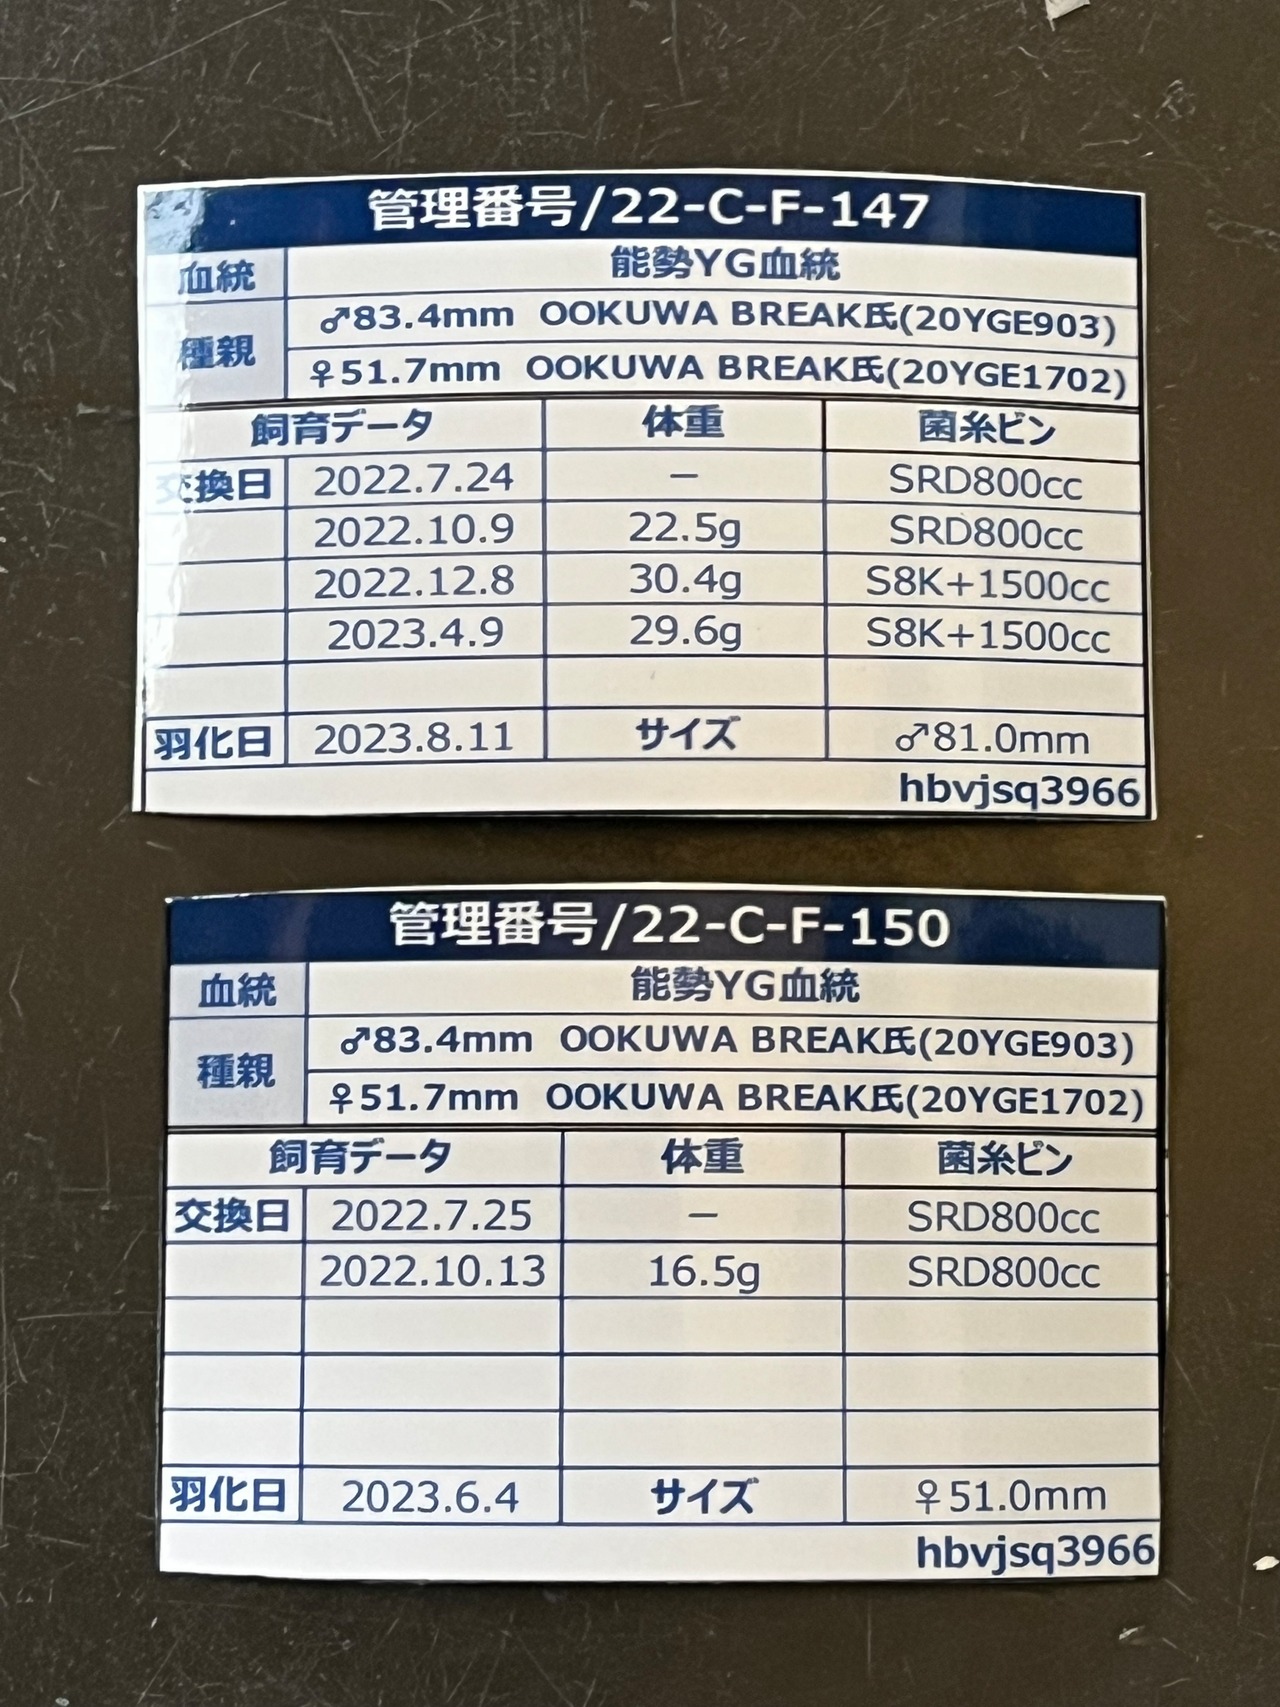 管理番号/22-C-F-147
血統 能勢YG血統
種親 ♂83.4mm OOKUWA BREAK氏(20YGE903)
♀51.7mm OOKUWA BREAK氏(20YGE1702)
飼育データ 体重 菌糸ビン
交換日 2022.7.24 － SRD800cc
2022.10.9 22.5g SRD800cc
2022.12.8 30.4g S8K+1500cc
2023.4.9 29.6g S8K+1500cc
羽化日 2023.8.11 サイズ ♂81.0mm
hbvjsq3966
管理番号/22-C-F-150
血統 能勢YG血統
種親 ♂83.4mm OOKUWA BREAK氏(20YGE903)
♀51.7mm OOKUWA BREAK氏(20YGE1702)
飼育データ 体重 菌糸ビン
交換日 2022.7.25 － SRD800cc
2022.10.13 16.5g SRD800cc
羽化日 2023.6.4 サイズ ♀51.0mm
hbvjsq3966